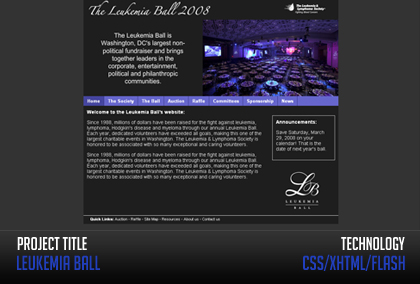 The Leukemia Ball 2008
The Leukemia & Lymphoma Society
The Leukemia Ball is
Washington, DC's largest non-
political fundraiser and brings
together leaders in the
corporate, entertainment,
political and philanthropic
communities.
Home The Society The Ball Auction Raffle Committees Sponsorship News
Welcome to the Leukemia Ball's website:
Since 1988, millions of dollars have been raised for the fight against leukemia,
lymphoma, Hodgkin's disease and myeloma through our annual Leukemia Ball.
Each year, dedicated volunteers have exceeded all goals, making this one of the
largest charitable events in Washington. The Leukemia & Lymphoma Society is
honored to be associated with so many exceptional and caring volunteers.
Since 1988, millions of dollars have been raised for the fight against leukemia,
lymphoma, Hodgkin's disease and myeloma through our annual Leukemia Ball.
Each year, dedicated volunteers have exceeded all goals, making this one of the
largest charitable events in Washington. The Leukemia & Lymphoma Society is
honored to be associated with so many exceptional and caring volunteers.
Announcements:
Save Saturday, March
29, 2008 on your
calendar! That is the
date of next year's ball.
LB
LEUKEMIA
BALL
Quick Links: Auction - Raffle - Site Map - Resources - About us - Contact us
PROJECT TITLE
LEUKEMIA BALL
TECHNOLOGY
CSS/XHTML/FLASH